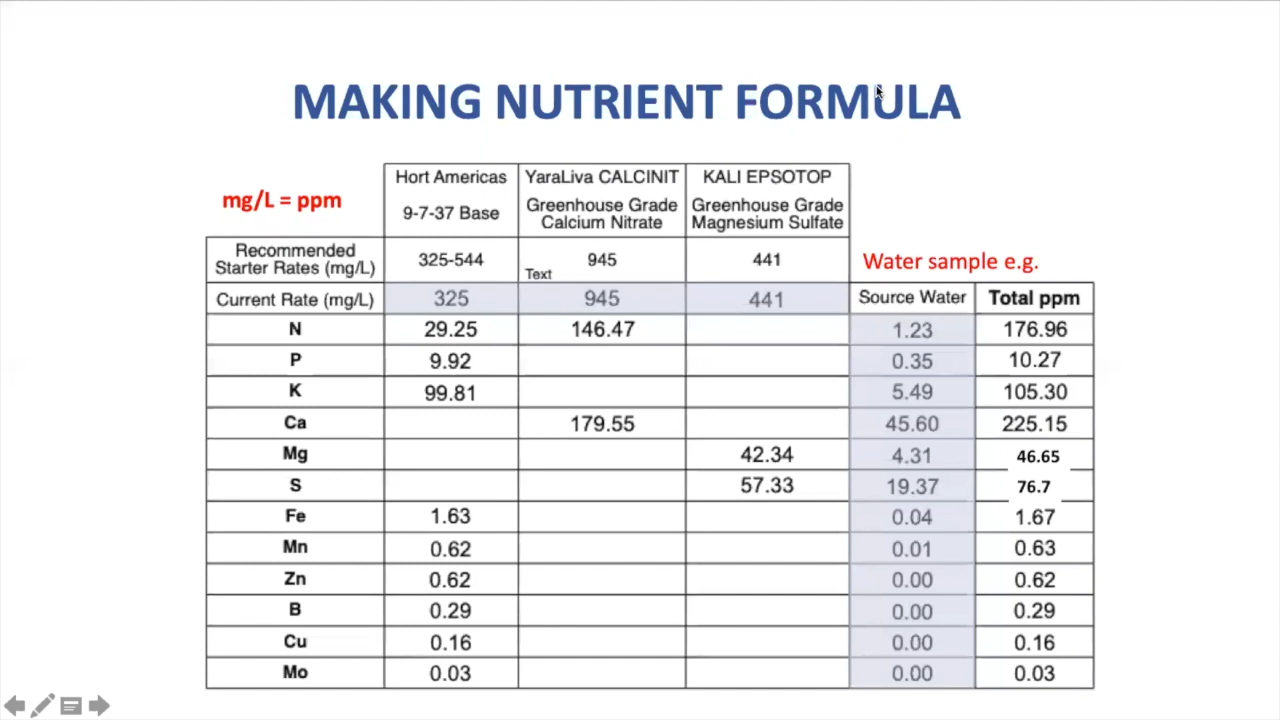 MAKING NUTRIENT FORMULA
mg/L = ppm
Hort Americas
9-7-37 Base
YaraLiva CALCINIT
Greenhouse Grade
Calcium Nitrate
KALI EPSOTOP
Greenhouse Grade
Magnesium Sulfate
Recommended
Starter Rates (mg/L)
325-544
945
Text
441
Water sample e.g.
Current Rate (mg/L) 325 945 441 Source Water Total ppm
N 29.25 146.47 1.23 176.96
P 9.92 0.35 10.27
K 99.81 5.49 105.30
Ca 179.55 45.60 225.15
Mg 42.34 4.31 46.65
S 57.33 19.37 76.7
Fe 1.63 0.04 1.67
Mn 0.62 0.01 0.63
Zn 0.62 0.00 0.62
B 0.29 0.00 0.29
Cu 0.16 0.00 0.16
Mo 0.03 0.00 0.03